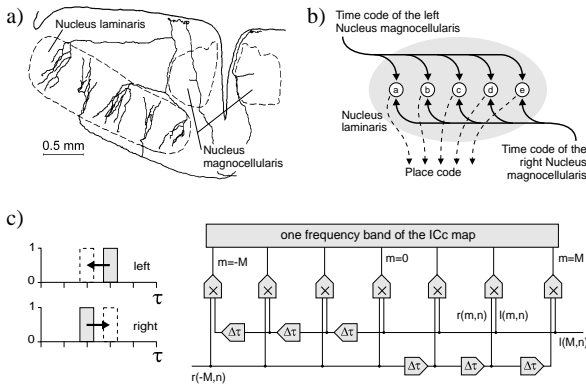 a)
Nucleus laminaris
0.5 mm
Nucleus
magnocellularis
b)
Time code of the left
Nucleus magnocellularis
a b c d e
Nucleus
laminaris
Place code
Time code of the
right Nucleus
magnocellularis
c)
1
0
left
τ
1
0
right
τ
one frequency band of the ICc map
m=-M
m=0
m=M
× × × × × × ×
r(m,n)
l(m,n)
Δτ Δτ Δτ
l(M,n)
r(-M,n)
Δτ Δτ Δτ